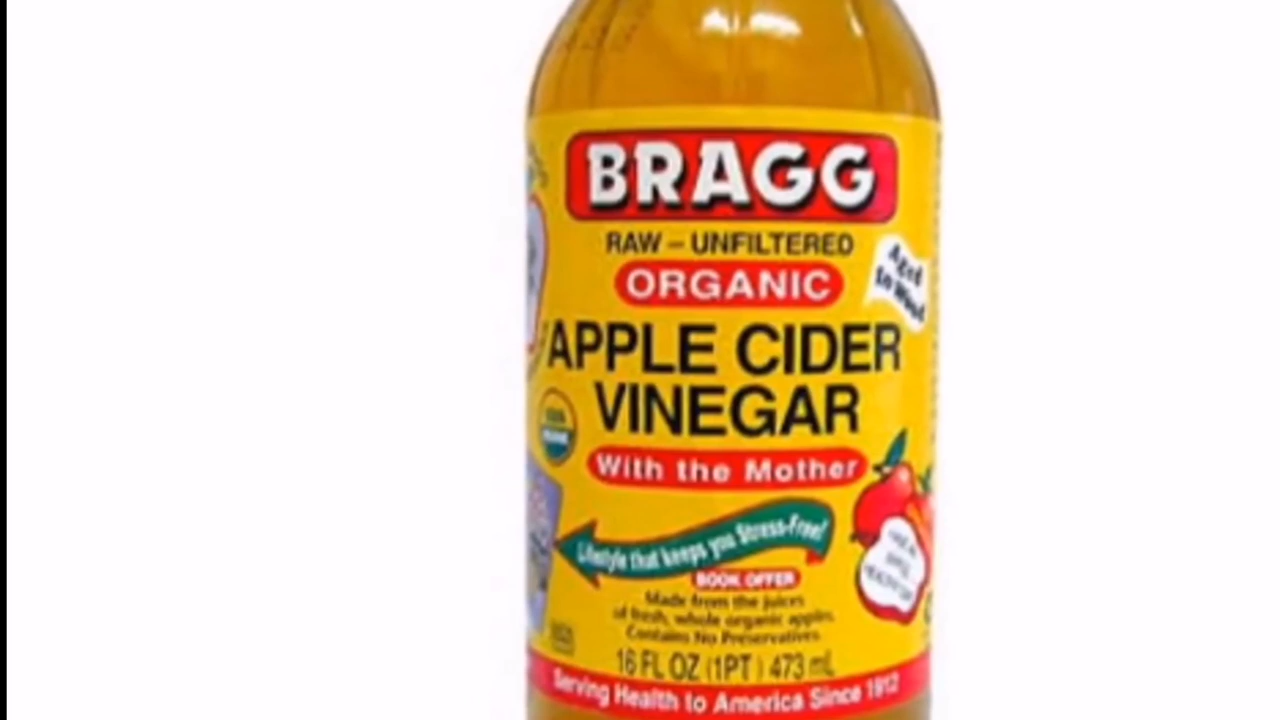 BRAGG
RAW – UNFILTERED
ORGANIC
Aged
in Wood
APPLE CIDER
VINEGAR
With the Mother
Lifestyle that keeps you Stress-Free!
BOOK OFFER
Made from the juices
of fresh, whole organic apples.
Contains No Preservatives.
16 FL OZ (1PT) 473 mL
Serving Health to America Since 1912